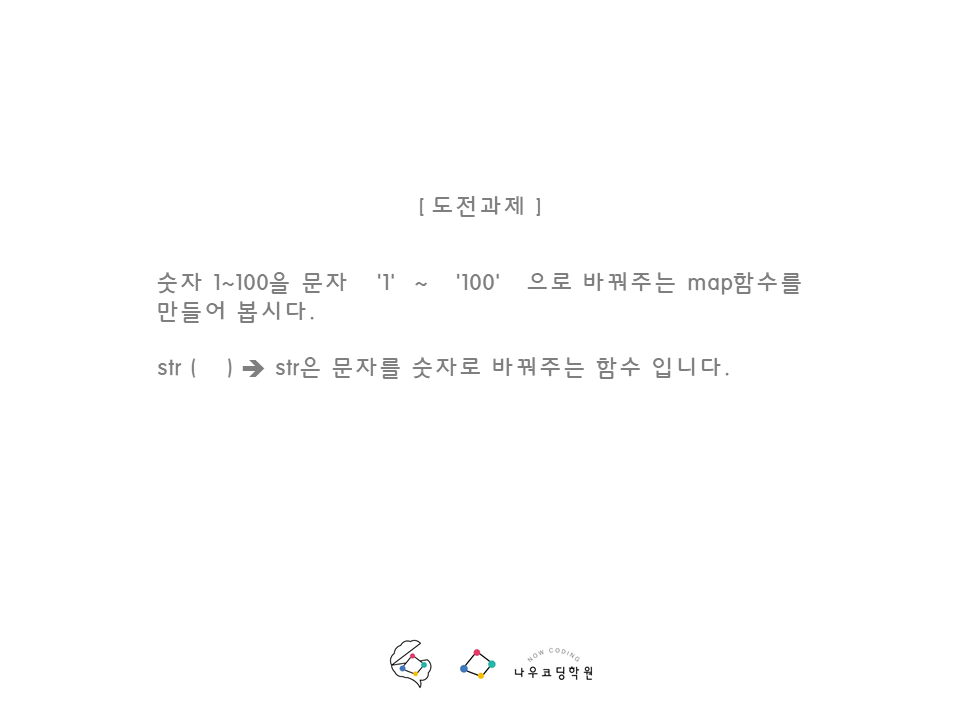 [ 도전과제 ]
숫자 1~100을 문자 '1' ~ '100' 으로 바꿔주는 map함수를
만들어 봅시다.
str ( ) ➔ str은 문자를 숫자로 바꿔주는 함수 입니다.
NOW CODING
나우코딩학원